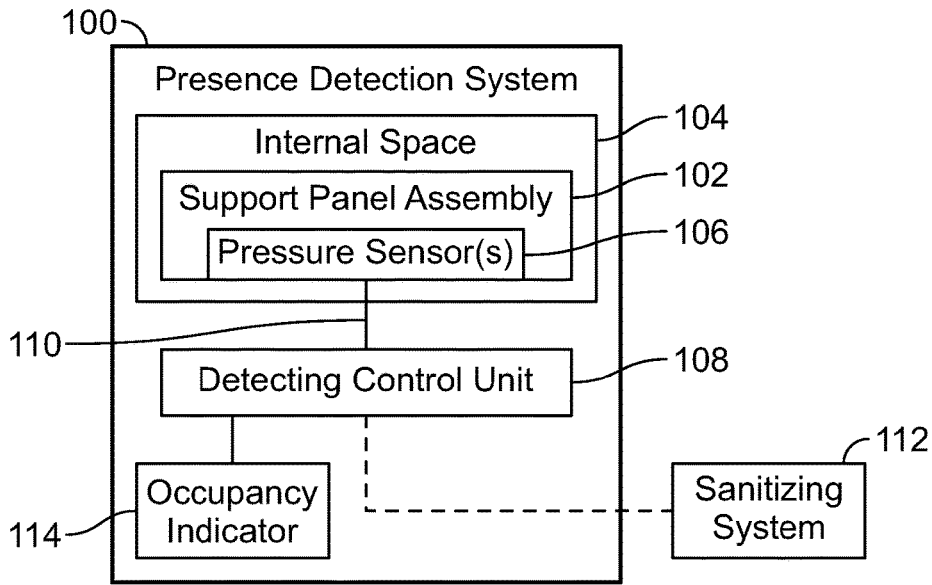 100
Presence Detection System
104
Internal Space
102
Support Panel Assembly
106
Pressure Sensor(s)
110
108
Detecting Control Unit
112
Occupancy
Indicator
Sanitizing
System
114